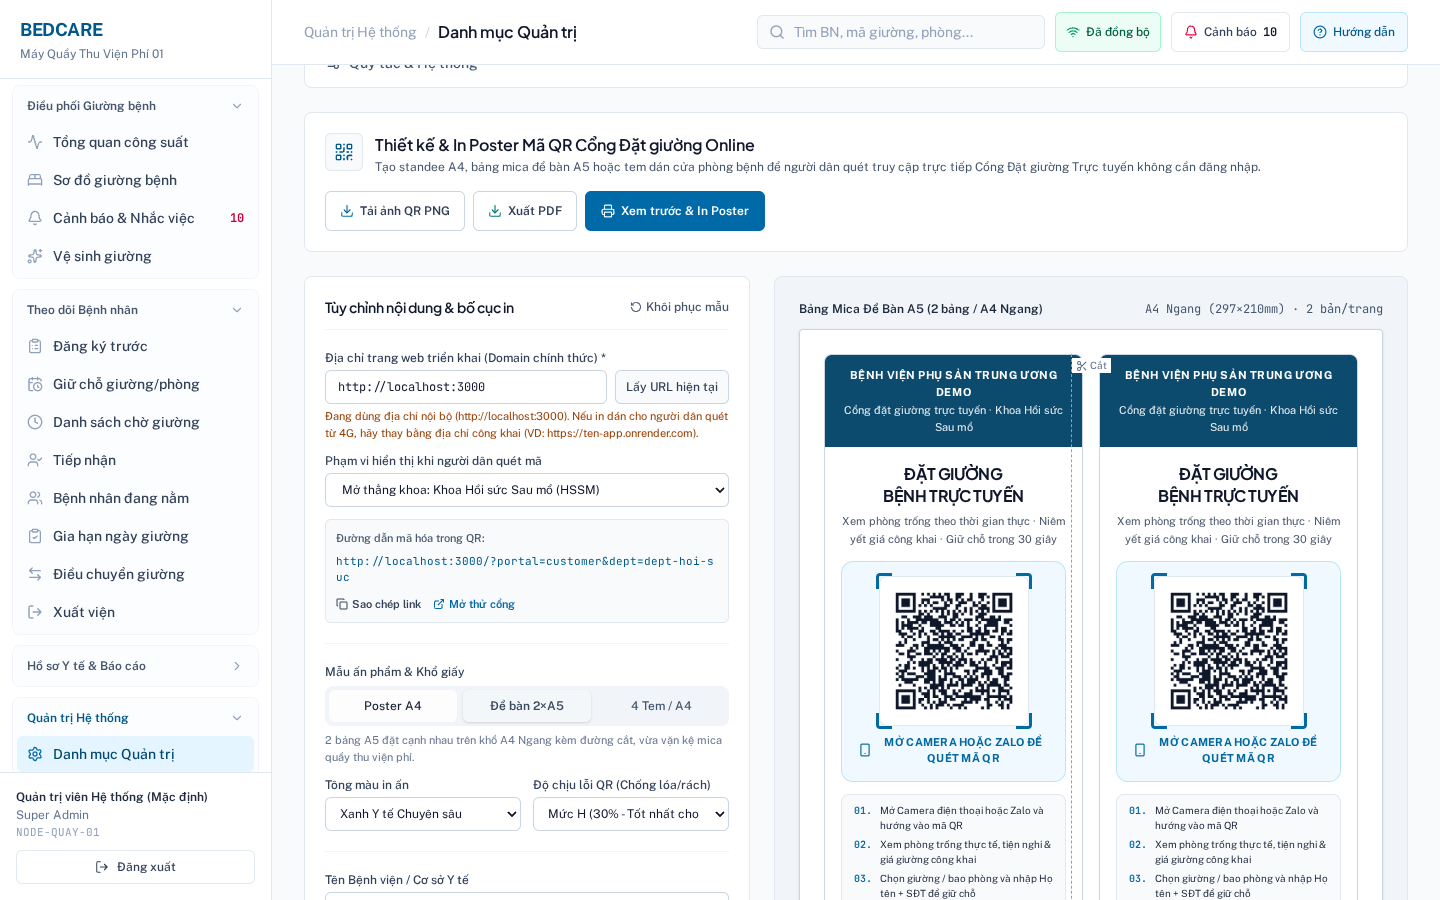 BEDCARE
Máy Quầy Thu Viện Phí 01
Điều phối Giường bệnh
Tổng quan công suất
Sơ đồ giường bệnh
Cảnh báo & Nhắc việc 10
Vệ sinh giường
Theo dõi Bệnh nhân
Đăng ký trước
Giữ chỗ giường/phòng
Danh sách chờ giường
Tiếp nhận
Bệnh nhân đang nằm
Gia hạn ngày giường
Điều chuyển giường
Xuất viện
Hồ sơ Y tế & Báo cáo
Quản trị Hệ thống
Danh mục Quản trị
Quản trị viên Hệ thống (Mặc định)
Super Admin
NODE-QUAY-01
Đăng xuất
Quản trị Hệ thống / Danh mục Quản trị
Tìm BN, mã giường, phòng...
Đã đồng bộ
Cảnh báo 10
Hướng dẫn
Quy tắc & Hệ thống
Thiết kế & In Poster Mã QR Cổng Đặt giường Online
Tạo standee A4, bảng mica để bàn A5 hoặc tem dán cửa phòng bệnh để người dân quét truy cập trực tiếp Cổng Đặt giường Trực tuyến không cần đăng nhập.
Tải ảnh QR PNG
Xuất PDF
Xem trước & In Poster
Tùy chỉnh nội dung & bố cục in
Khôi phục mẫu
Địa chỉ trang web triển khai (Domain chính thức) *
http://localhost:3000
Lấy URL hiện tại
Đang dùng địa chỉ nội bộ (http://localhost:3000). Nếu in dán cho người dân quét
từ 4G, hãy thay bằng địa chỉ công khai (VD: https://ten-app.onrender.com).
Phạm vi hiển thị khi người dân quét mã
Mở thẳng khoa: Khoa Hồi sức Sau mổ (HSSM)
Đường dẫn mã hóa trong QR:
http://localhost:3000/?portal=customer&dept=dept-hoi-s
uc
Sao chép link
Mở thử cổng
Mẫu ấn phẩm & Khổ giấy
Poster A4
Để bàn 2×A5
4 Tem / A4
2 bảng A5 đặt cạnh nhau trên khổ A4 Ngang kèm đường cắt, vừa vặn kệ mica
quầy thu viện phí.
Tông màu in ấn
Xanh Y tế Chuyên sâu
Độ chịu lỗi QR (Chống lóa/rách)
Mức H (30% - Tốt nhất cho
Tên Bệnh viện / Cơ sở Y tế
Bảng Mica Để Bàn A5 (2 bảng / A4 Ngang)
A4 Ngang (297×210mm) · 2 bản/trang
Cắt
BỆNH VIỆN PHỤ SẢN TRUNG ƯƠNG
DEMO
Cổng đặt giường trực tuyến · Khoa Hồi sức
Sau mổ
ĐẶT GIƯỜNG
BỆNH TRỰC TUYẾN
Xem phòng trống theo thời gian thực · Niêm
yết giá công khai · Giữ chỗ trong 30 giây
MỞ CAMERA HOẶC ZALO ĐỂ
QUÉT MÃ QR
01. Mở Camera điện thoại hoặc Zalo và
hướng vào mã QR
02. Xem phòng trống thực tế, tiện nghi &
giá giường công khai
03. Chọn giường / bao phòng và nhập Họ
tên + SĐT để giữ chỗ
BỆNH VIỆN PHỤ SẢN TRUNG ƯƠNG
DEMO
Cổng đặt giường trực tuyến · Khoa Hồi sức
Sau mổ
ĐẶT GIƯỜNG
BỆNH TRỰC TUYẾN
Xem phòng trống theo thời gian thực · Niêm
yết giá công khai · Giữ chỗ trong 30 giây
MỞ CAMERA HOẶC ZALO ĐỂ
QUÉT MÃ QR
01. Mở Camera điện thoại hoặc Zalo và
hướng vào mã QR
02. Xem phòng trống thực tế, tiện nghi &
giá giường công khai
03. Chọn giường / bao phòng và nhập Họ
tên + SĐT để giữ chỗ